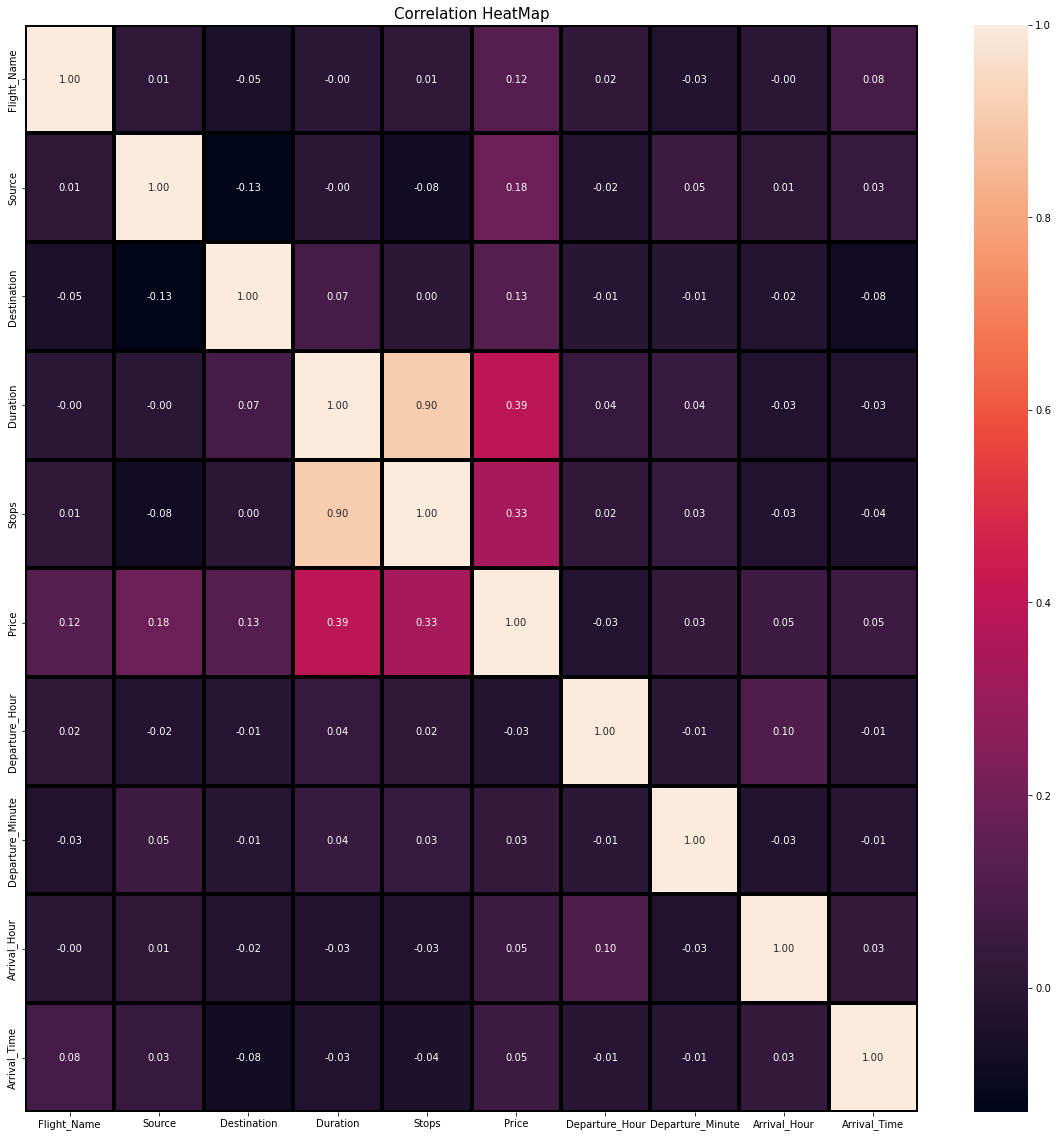 Correlation HeatMap
Flight_Name 1.00 0.01 -0.05 -0.00 0.01 0.12 0.02 -0.03 -0.00 0.08
Source 0.01 1.00 -0.13 -0.00 -0.08 0.18 -0.02 0.05 0.01 0.03
Destination -0.05 -0.13 1.00 0.07 0.00 0.13 -0.01 -0.01 -0.02 -0.08
Duration -0.00 -0.00 0.07 1.00 0.90 0.39 0.04 0.04 -0.03 -0.03
Stops 0.01 -0.08 0.00 0.90 1.00 0.33 0.02 0.03 -0.03 -0.04
Price 0.12 0.18 0.13 0.39 0.33 1.00 -0.03 0.03 0.05 0.05
Departure_Hour 0.02 -0.02 -0.01 0.04 0.02 -0.03 1.00 -0.01 0.10 -0.01
Departure_Minute -0.03 0.05 -0.01 0.04 0.03 0.03 -0.01 1.00 -0.03 -0.01
Arrival_Hour -0.00 0.01 -0.02 -0.03 -0.03 0.05 0.10 -0.03 1.00 0.03
Arrival_Time 0.08 0.03 -0.08 -0.03 -0.04 0.05 -0.01 -0.01 0.03 1.00
Flight_Name Source Destination Duration Stops Price Departure_Hour Departure_Minute Arrival_Hour Arrival_Time
1.0
0.8
0.6
0.4
0.2
0.0